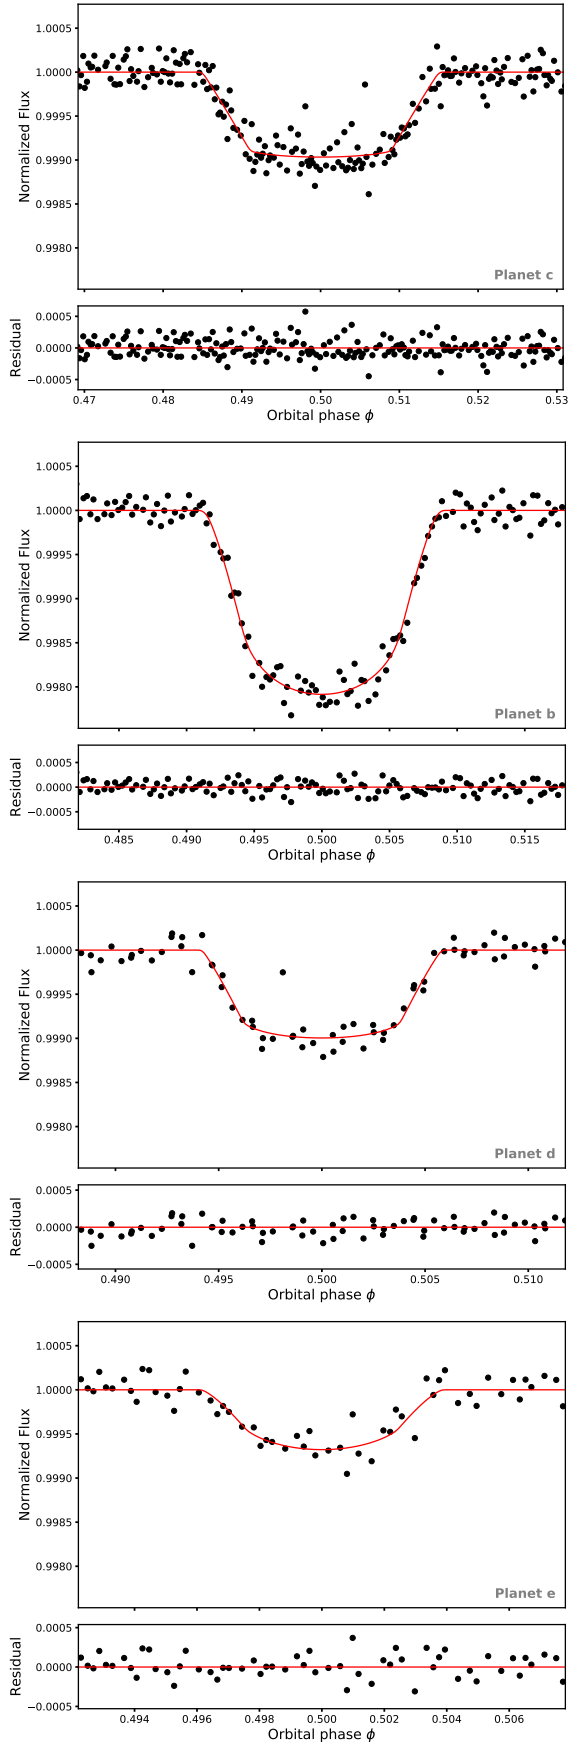 1.0005
1.0000
0.9995
0.9990
0.9985
0.9980
Normalized Flux
Planet c
0.0005
0.0000
−0.0005
Residual
0.47 0.48 0.49 0.50 0.51 0.52 0.53
Orbital phase ϕ
1.0005
1.0000
0.9995
0.9990
0.9985
0.9980
Normalized Flux
Planet b
0.0005
0.0000
−0.0005
Residual
0.485 0.490 0.495 0.500 0.505 0.510 0.515
Orbital phase ϕ
1.0005
1.0000
0.9995
0.9990
0.9985
0.9980
Normalized Flux
Planet d
0.0005
0.0000
−0.0005
Residual
0.490 0.495 0.500 0.505 0.510
Orbital phase ϕ
1.0005
1.0000
0.9995
0.9990
0.9985
0.9980
Normalized Flux
Planet e
0.0005
0.0000
−0.0005
Residual
0.494 0.496 0.498 0.500 0.502 0.504 0.506
Orbital phase ϕ